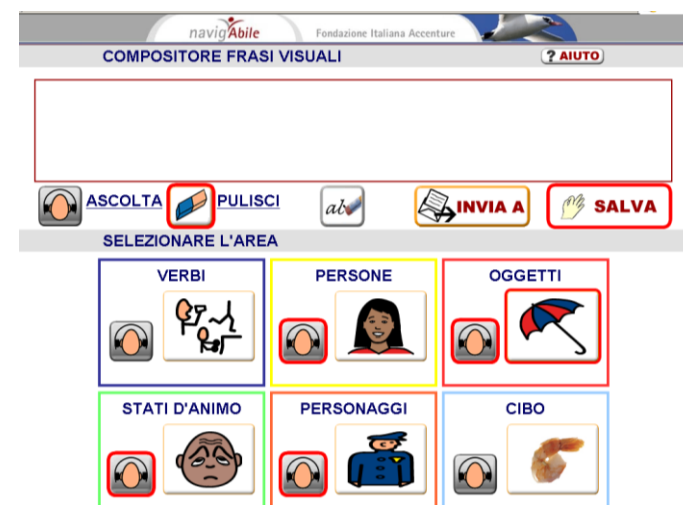 navigAbile Fondazione Italiana Accenture
COMPOSITORE FRASI VISUALI ? AIUTO
ASCOLTA PULISCI abc INVIA A SALVA
SELEZIONARE L'AREA
VERBI PERSONE OGGETTI
STATI D'ANIMO PERSONAGGI CIBO